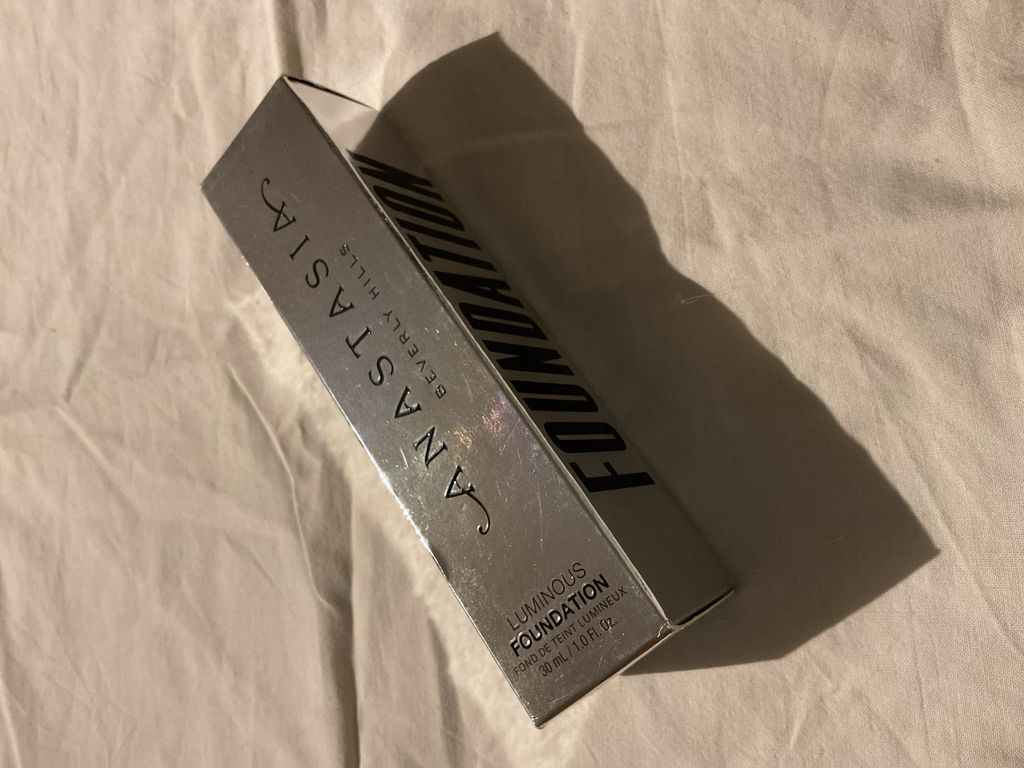 ANASTASIA
BEVERLY HILLS
LUMINOUS
FOUNDATION
FOND DE TEINT LUMINEUX
30 mL / 1.0 Fl. Oz.
FOUNDATION